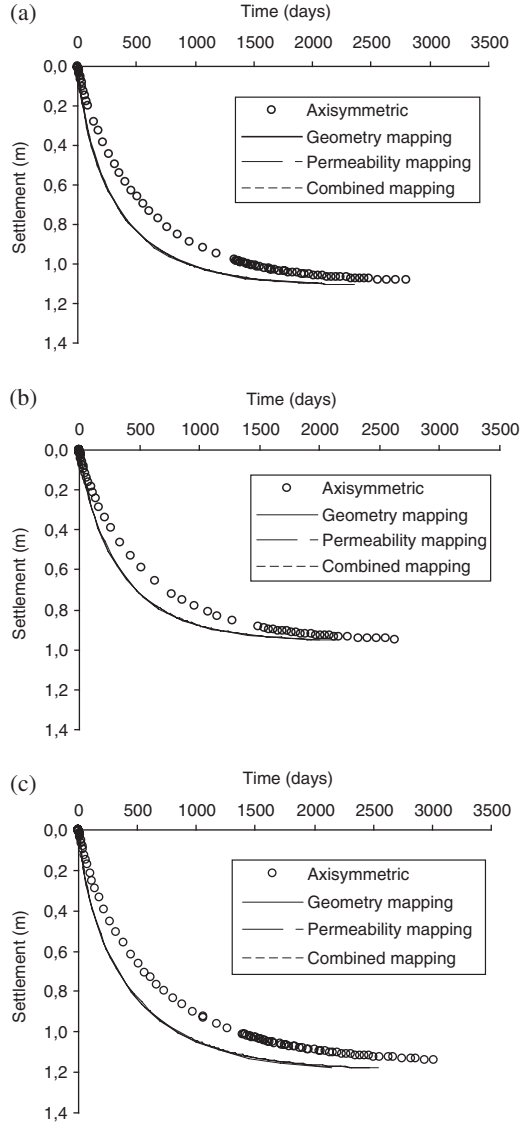 (a)
Time (days)
0 500 1000 1500 2000 2500 3000 3500
0,0
0,2
0,4
0,6
0,8
1,0
1,2
1,4
Settlement (m)
Axisymmetric
Geometry mapping
Permeability mapping
Combined mapping
(b)
Time (days)
0 500 1000 1500 2000 2500 3000 3500
0,0
0,2
0,4
0,6
0,8
1,0
1,2
1,4
Settlement (m)
Axisymmetric
Geometry mapping
Permeability mapping
Combined mapping
(c)
Time (days)
0 500 1000 1500 2000 2500 3000 3500
0,0
0,2
0,4
0,6
0,8
1,0
1,2
1,4
Settlement (m)
Axisymmetric
Geometry mapping
Permeability mapping
Combined mapping